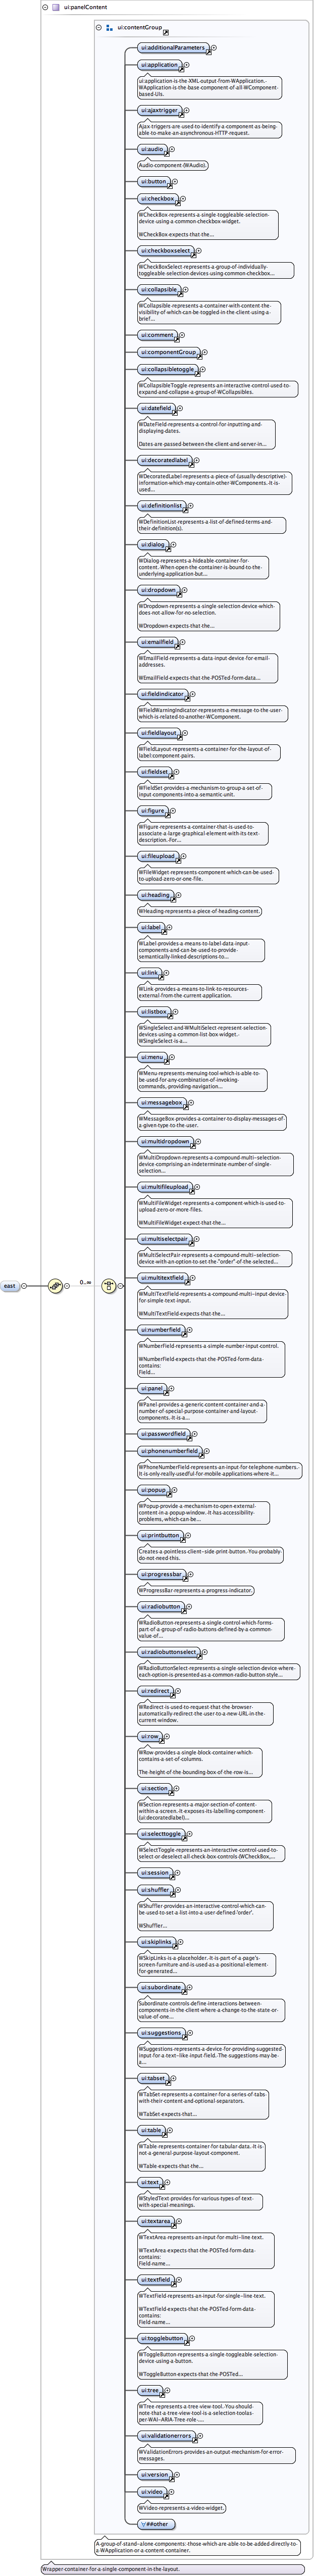 ui:panelContent
ui:contentGroup
ui:additionalParameters
ui:application
ui:application-is-the-XML-output-from-WApplication.-
WApplication-is-the-base-component-of-all-WComponent-
based-UIs.
ui:ajaxtrigger
Ajax-triggers-are-used-to-identify-a-component-as-being-
able-to-make-an-asynchronous-HTTP-request.
ui:audio
Audio-component-(WAudio).
ui:button
ui:checkbox
WCheckBox-represents-a-single-toggleable-selection-
device-using-a-common-checkbox-widget.
WCheckBox-expects-that-the...
ui:checkboxselect
WCheckBoxSelect-represents-a-group-of-individually-
toggleable-selection-devices-using-common-checkbox...
ui:collapsible
WCollapsible-represents-a-container-with-content-the-
visibility-of-which-can-be-toggled-in-the-client-using-a-
brief...
ui:comment
ui:componentGroup
ui:collapsibletoggle
WCollapsibleToggle-represents-an-interactive-control-used-to-
expand-and-collapse-a-group-of-WCollapsibles.
ui:datefield
WDateField-represents-a-control-for-inputting-and-
displaying-dates.
Dates-are-passed-between-the-client-and-server-in...
ui:decoratedlabel
WDecoratedLabel-represents-a-piece-of-(usually-descriptive)-
information-which-may-contain-other-WComponents.-It-is-
used...
ui:definitionlist
WDefinitionList-represents-a-list-of-defined-terms-and-
their-definition(s).
ui:dialog
WDialog-represents-a-hideable-container-for-
content.-When-open-the-container-is-bound-to-the-
underlying-application-but...
ui:dropdown
WDropdown-represents-a-single-selection-device-which-
does-not-allow-for-no-selection.
WDropdown-expects-that-the...
ui:emailfield
WEmailField-represents-a-data-input-device-for-email-
addresses.
WEmailField-expects-that-the-POSTed-form-data...
ui:fieldindicator
WFieldWarningIndicator-represents-a-message-to-the-user-
which-is-related-to-another-WComponent.
ui:fieldlayout
WFieldLayout-represents-a-container-for-the-layout-of-
label:component-pairs.
ui:fieldset
WFieldSet-provides-a-mechanism-to-group-a-set-of-
input-components-into-a-semantic-unit.
ui:figure
WFigure-represents-a-container-that-is-used-to-
associate-a-large-graphical-element-with-its-text-
description.-For...
ui:fileupload
WFileWidget-represents-component-which-can-be-used-
to-upload-zero-or-one-file.
ui:heading
WHeading-represents-a-piece-of-heading-content.
ui:label
WLabel-provides-a-means-to-label-data-input-
components-and-can-be-used-to-provide-
semantically-linked-descriptions-to...
ui:link
WLink-provides-a-means-to-link-to-resources-
external-from-the-current-application.
ui:listbox
WSingleSelect-and-WMultiSelect-represent-selection-
devices-using-a-common-list-box-widget.-
WSingleSelect-is-a...
ui:menu
WMenu-represents-menuing-tool-which-is-able-to-
be-used-for-any-combination-of-invoking-
commands,-providing-navigation...
ui:messagebox
WMessageBox-provides-a-container-to-display-messages-of-
a-given-type-to-the-user.
ui:multidropdown
WMultiDropdown-represents-a-compound-multi-selection-
device-comprising-an-indeterminate-number-of-single-
selection...
ui:multifileupload
WMultiFileWidget-represents-a-component-which-is-used-to-
upload-zero-or-more-files.
WMultiFileWidget-expect-that-the...
ui:multiselectpair
WMultiSelectPair-represents-a-compound-multi-selection-
device-with-an-option-to-set-the-"order"-of-the-selected...
east
0..∞
ui:multitextfield
WMultiTextField-represents-a-compound-multi-input-device-
for-simple-text-input.
WMultiTextField-expects-that-the...
ui:numberfield
WNumberField-represents-a-simple-number-input-control.
WNumberField-expects-that-the-POSTed-form-data-
contains:
Field...
ui:panel
WPanel-provides-a-generic-content-container-and-a-
number-of-special-purpose-container-and-layout-
components.-It-is-a...
ui:passwordfield
ui:phonenumberfield
WPhoneNumberField-represents-an-input-for-telephone-numbers.-
It-is-only-really-useful-for-mobile-applications-where-it...
ui:popup
WPopup-provide-a-mechanism-to-open-external-
content-in-a-popup-window.-It-has-accessibility-
problems,-which-can-be...
ui:printbutton
Creates-a-pointless-client-side-print-button.-You-probably-
do-not-need-this.
ui:progressbar
WProgressBar-represents-a-progress-indicator.
ui:radiobutton
WRadioButton-represents-a-single-control-which-forms-
part-of-a-group-of-radio-buttons-defined-by-a-common-
value-of...
ui:radiobuttonselect
WRadioButtonSelect-represents-a-single-selection-device-where-
each-option-is-presented-as-a-common-radio-button-style...
ui:redirect
WRedirect-is-used-to-request-that-the-browser-
automatically-redirect-the-user-to-a-new-URL-in-the-
current-window.
ui:row
WRow-provides-a-single-block-container-which-
contains-a-set-of-columns.
The-height-of-the-bounding-box-of-the-row-is...
ui:section
WSection-represents-a-major-section-of-content-
within-a-screen.-It-exposes-its-labelling-component-
(ui:decoratedlabel)...
ui:selecttoggle
WSelectToggle-represents-an-interactive-control-used-to-
select-or-deselect-all-check-box-controls-(WCheckBox,...
ui:session
ui:shuffler
WShuffler-provides-an-interactive-control-which-can-
be-used-to-set-a-list-into-a-user-defined-'order'.
WShuffler...
ui:skiplinks
WSkipLinks-is-a-placeholder.-It-is-part-of-a-page's-
screen-furniture-and-is-used-as-a-positional-element-
for-generated...
ui:subordinate
Subordinate-controls-define-interactions-between-
components-in-the-client-where-a-change-to-the-state-or-
value-of-one...
ui:suggestions
WSuggestions-represents-a-device-for-providing-suggested-
input-for-a-text-like-input-field.-The-suggestions-may-be-
a...
ui:tabset
WTabSet-represents-a-container-for-a-series-of-tabs-
with-their-content-and-optional-separators.
WTabSet-expects-that...
ui:table
WTable-represents-container-for-tabular-data.-It-is-
not-a-general-purpose-layout-component.
WTable-expects-that-the...
ui:text
WStyledText-provides-for-various-types-of-text-
with-special-meanings.
ui:textarea
WTextArea-represents-an-input-for-multi-line-text.
WTextArea-expects-that-the-POSTed-form-data-
contains:
Field-name...
ui:textfield
WTextField-represents-an-input-for-single-line-text.
WTextField-expects-that-the-POSTed-form-data-
contains:
Field-name...
ui:togglebutton
WToggleButton-represents-a-single-toggleable-selection-
device-using-a-button.
WToggleButton-expects-that-the-POSTed...
ui:tree
WTree-represents-a-tree-view-tool.-You-should-
note-that-a-tree-view-tool-is-a-selection-toolas-
per-WAI-ARIA-Tree-role-...
ui:validationerrors
WValidationErrors-provides-an-output-mechanism-for-error-
messages.
ui:version
ui:video
WVideo-represents-a-video-widget.
##other
A-group-of-stand-alone-components:-those-which-are-able-to-be-added-directly-to-
a-WApplication-or-a-content-container.
Wrapper-container-for-a-single-component-in-the-layout.